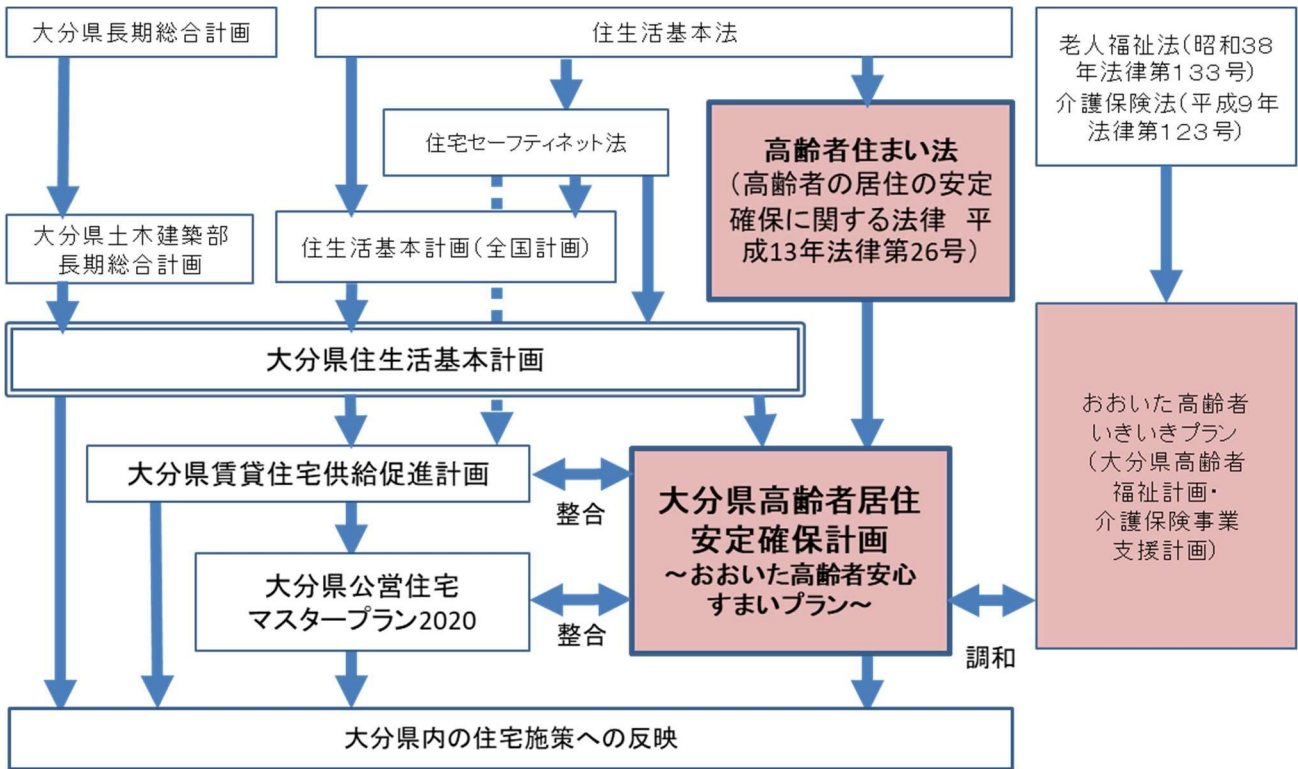 大分県長期総合計画
住生活基本法
老人福祉法(昭和38
年法律第133号)
介護保険法(平成9年
法律第123号)
住宅セーフティネット法
高齢者住まい法
(高齢者の居住の安定
確保に関する法律　平
成13年法律第26号)
大分県土木建築部
長期総合計画
住生活基本計画(全国計画)
大分県住生活基本計画
おおいた高齢者
いきいきプラン
(大分県高齢者
福祉計画・
介護保険事業
支援計画)
大分県賃貸住宅供給促進計画
整合
大分県高齢者居住
安定確保計画
～おおいた高齢者安心
すまいプラン～
大分県公営住宅
マスタープラン2020
整合
調和
大分県内の住宅施策への反映